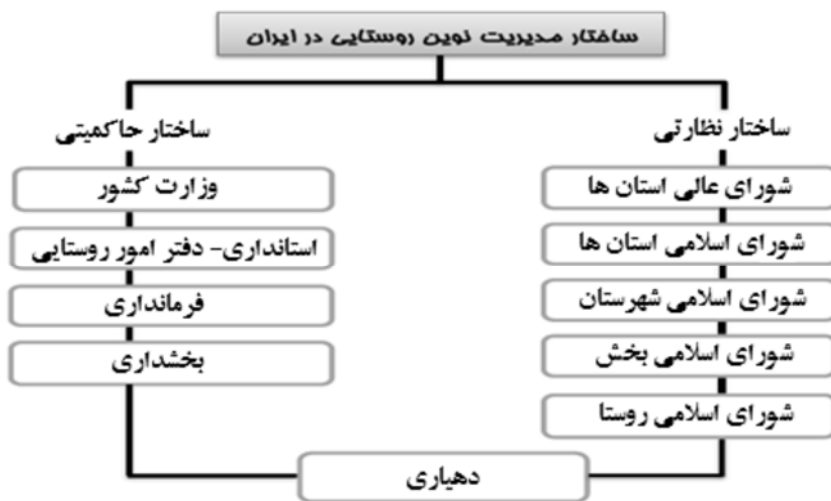 ساختار مدیریت نوین روستایی در ایران
ساختار نظارتی
شورای عالی استان ها
شورای اسلامی استان ها
شورای اسلامی شهرستان
شورای اسلامی بخش
شورای اسلامی روستا
ساختار حاکمیتی
وزارت کشور
استانداری- دفتر امور روستایی
فرمانداری
بخشداری
دهیاری